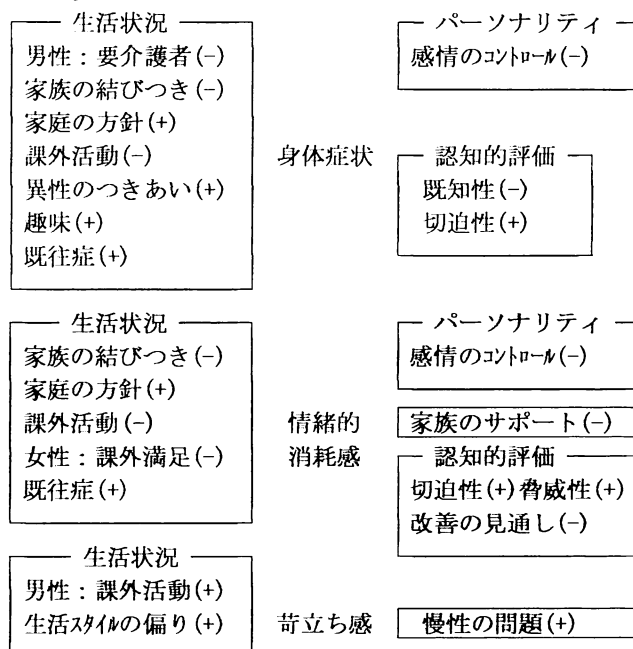 生活状況
男性：要介護者(-)
家族の結びつき(-)
家庭の方針(+)
課外活動(-)
異性のつきあい(+)
趣味(+)
既往症(+)
身体症状
パーソナリティ
感情のコントロール(-)
認知的評価
既知性(-)
切迫性(+)
生活状況
家族の結びつき(-)
家庭の方針(+)
課外活動(-)
女性：課外満足(-)
既往症(+)
情緒的
消耗感
パーソナリティ
感情のコントロール(-)
家族のサポート(-)
認知的評価
切迫性(+)脅威性(+)
改善の見通し(-)
生活状況
男性：課外活動(+)
生活スタイルの偏り(+)
苛立ち感
慢性の問題(+)